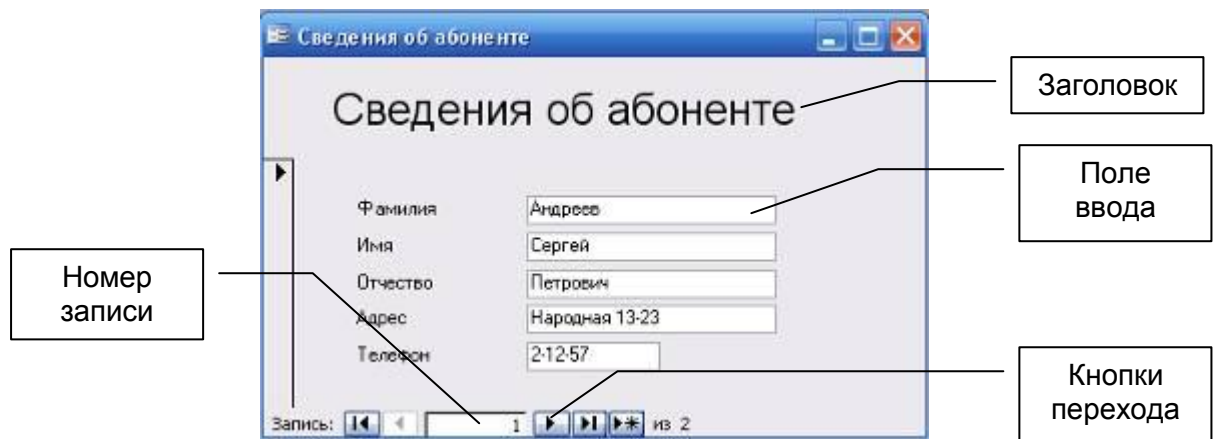 Сведения об абоненте
Сведения об абоненте
Заголовок
Поле
ввода
Фамилия Андреев
Имя Сергей
Отчество Петрович
Адрес Народная 13-23
Телефон 2-12-57
Номер
записи
Кнопки
перехода
Запись: 1 из 2